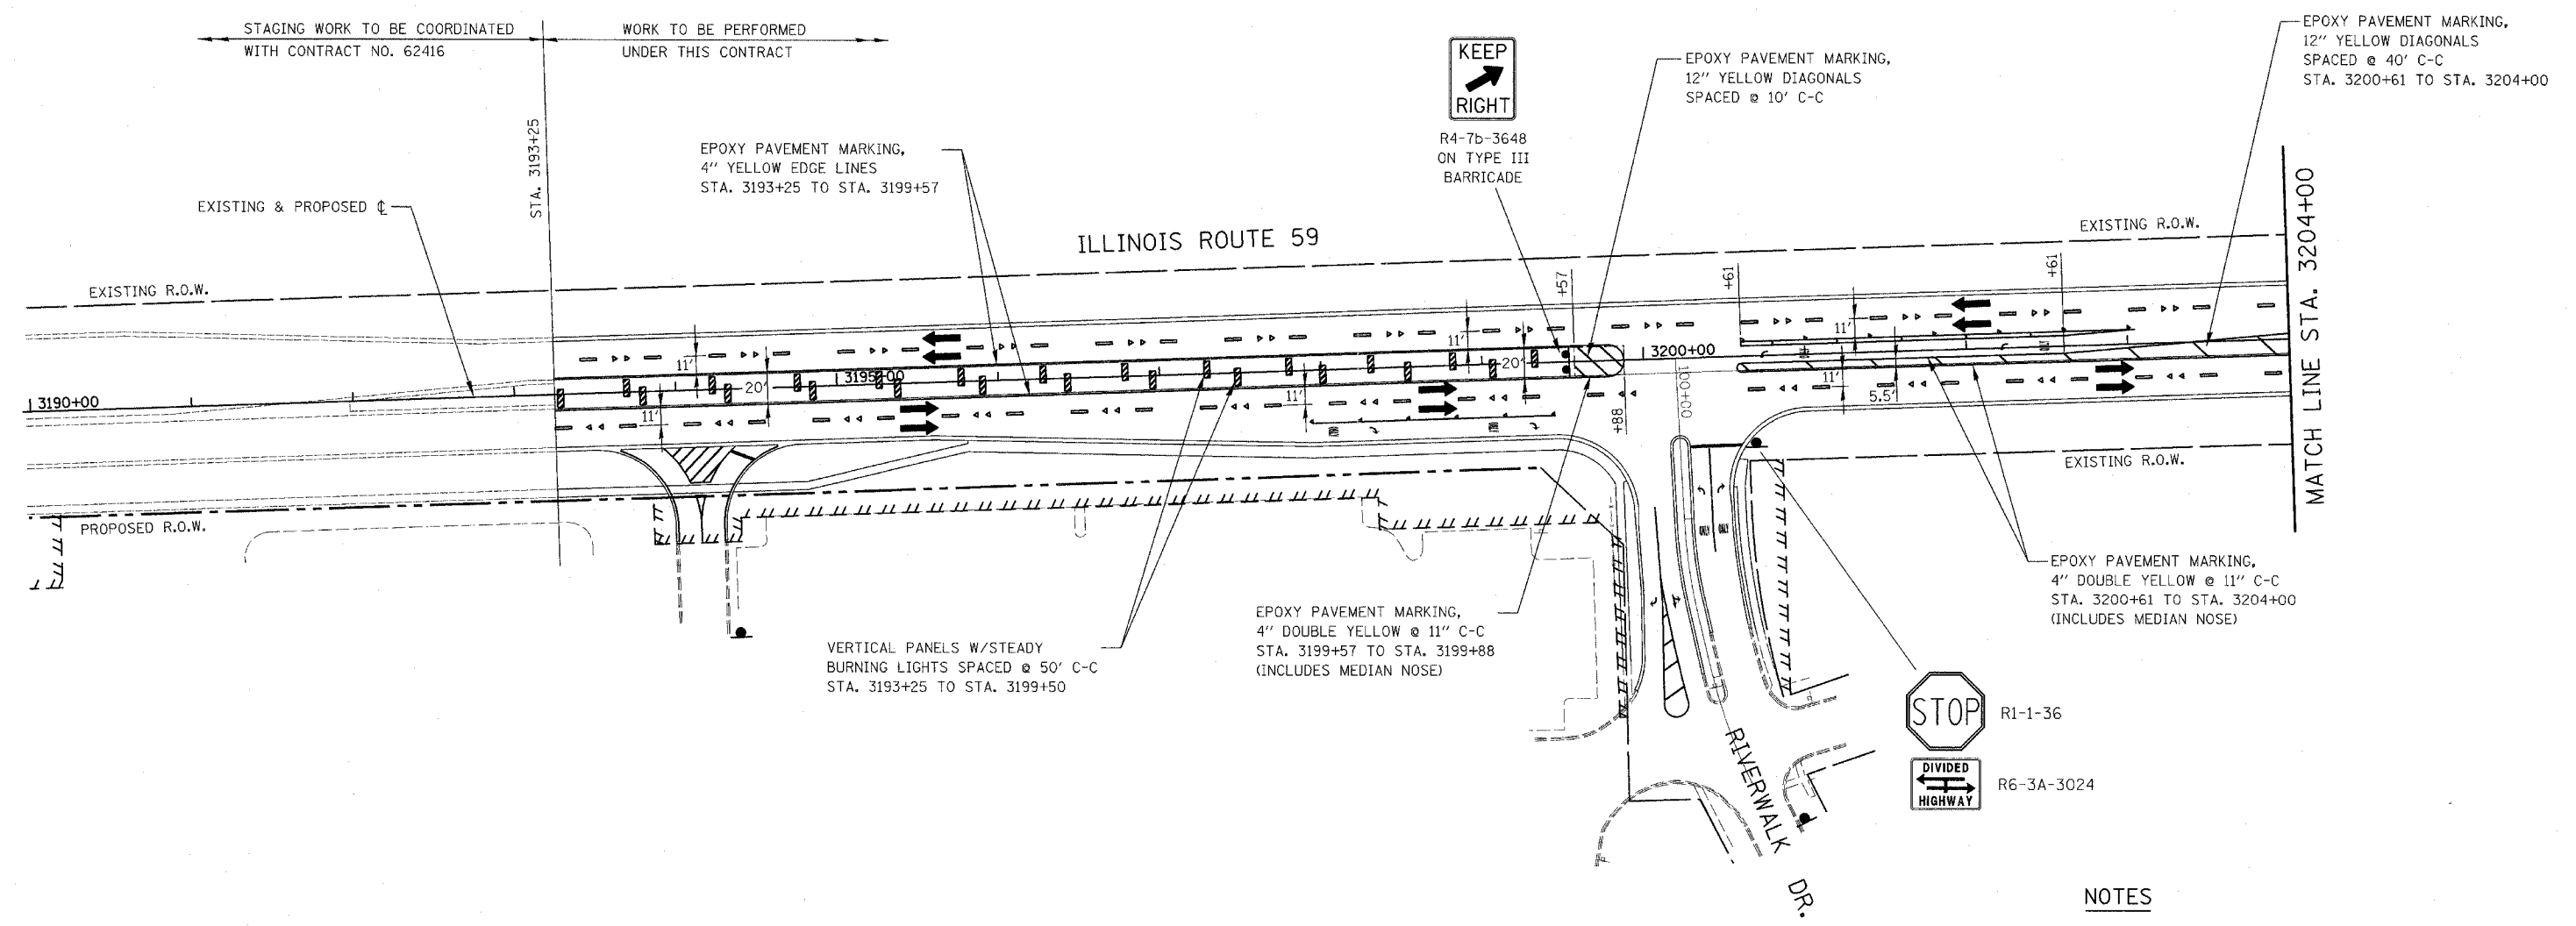 STAGING WORK TO BE COORDINATED
WITH CONTRACT NO. 62416
WORK TO BE PERFORMED
UNDER THIS CONTRACT
STA. 3193+25
EXISTING & PROPOSED ℄
EPOXY PAVEMENT MARKING,
4" YELLOW EDGE LINES
STA. 3193+25 TO STA. 3199+57
KEEP
RIGHT
R4-7b-3648
ON TYPE III
BARRICADE
EPOXY PAVEMENT MARKING,
12" YELLOW DIAGONALS
SPACED @ 10' C-C
EPOXY PAVEMENT MARKING,
12" YELLOW DIAGONALS
SPACED @ 40' C-C
STA. 3200+61 TO STA. 3204+00
MATCH LINE STA. 3204+00
ILLINOIS ROUTE 59
EXISTING R.O.W.
EXISTING R.O.W.
+57
+61
+61
11'
11'
11'
3200+00
3190+00
3195+00
20'
20'
11'
11'
11'
5.5'
+88
100+00
EXISTING R.O.W.
PROPOSED R.O.W.
ONLY
ONLY
VERTICAL PANELS W/STEADY
BURNING LIGHTS SPACED @ 50' C-C
STA. 3193+25 TO STA. 3199+50
EPOXY PAVEMENT MARKING,
4" DOUBLE YELLOW @ 11" C-C
STA. 3199+57 TO STA. 3199+88
(INCLUDES MEDIAN NOSE)
EPOXY PAVEMENT MARKING,
4" DOUBLE YELLOW @ 11" C-C
STA. 3200+61 TO STA. 3204+00
(INCLUDES MEDIAN NOSE)
STOP
R1-1-36
DIVIDED
HIGHWAY
R6-3A-3024
RIVERWALK DR.
NOTES